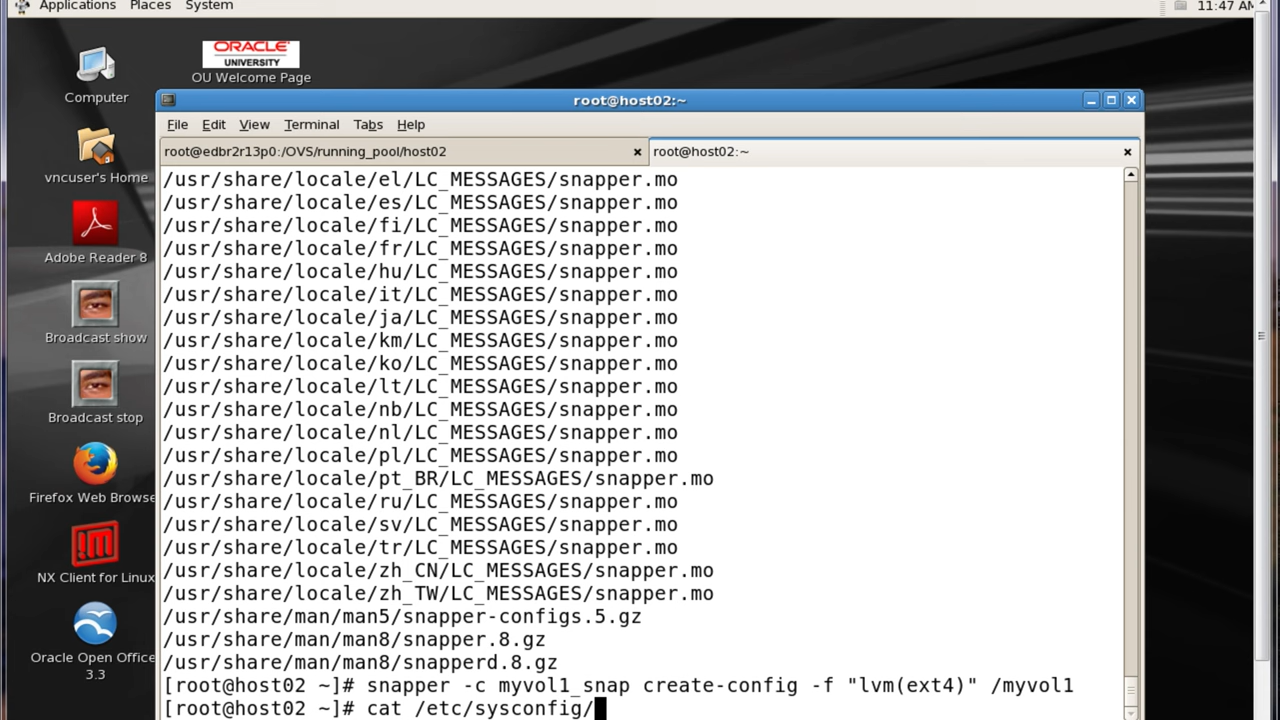 Applications Places System 11:47 AM
Computer
ORACLE
UNIVERSITY
OU Welcome Page
vncuser's Home
Adobe Reader 8
Broadcast show
Broadcast stop
Firefox Web Browse
NX Client for Linux
Oracle Open Office
3.3
root@host02:~
File Edit View Terminal Tabs Help
root@edbr2r13p0:/OVS/running_pool/host02
root@host02:~
/usr/share/locale/el/LC_MESSAGES/snapper.mo
/usr/share/locale/es/LC_MESSAGES/snapper.mo
/usr/share/locale/fi/LC_MESSAGES/snapper.mo
/usr/share/locale/fr/LC_MESSAGES/snapper.mo
/usr/share/locale/hu/LC_MESSAGES/snapper.mo
/usr/share/locale/it/LC_MESSAGES/snapper.mo
/usr/share/locale/ja/LC_MESSAGES/snapper.mo
/usr/share/locale/km/LC_MESSAGES/snapper.mo
/usr/share/locale/ko/LC_MESSAGES/snapper.mo
/usr/share/locale/lt/LC_MESSAGES/snapper.mo
/usr/share/locale/nb/LC_MESSAGES/snapper.mo
/usr/share/locale/nl/LC_MESSAGES/snapper.mo
/usr/share/locale/pl/LC_MESSAGES/snapper.mo
/usr/share/locale/pt_BR/LC_MESSAGES/snapper.mo
/usr/share/locale/ru/LC_MESSAGES/snapper.mo
/usr/share/locale/sv/LC_MESSAGES/snapper.mo
/usr/share/locale/tr/LC_MESSAGES/snapper.mo
/usr/share/locale/zh_CN/LC_MESSAGES/snapper.mo
/usr/share/locale/zh_TW/LC_MESSAGES/snapper.mo
/usr/share/man/man5/snapper-configs.5.gz
/usr/share/man/man8/snapper.8.gz
/usr/share/man/man8/snapperd.8.gz
[root@host02 ~]# snapper -c myvol1_snap create-config -f "lvm(ext4)" /myvol1
[root@host02 ~]# cat /etc/sysconfig/